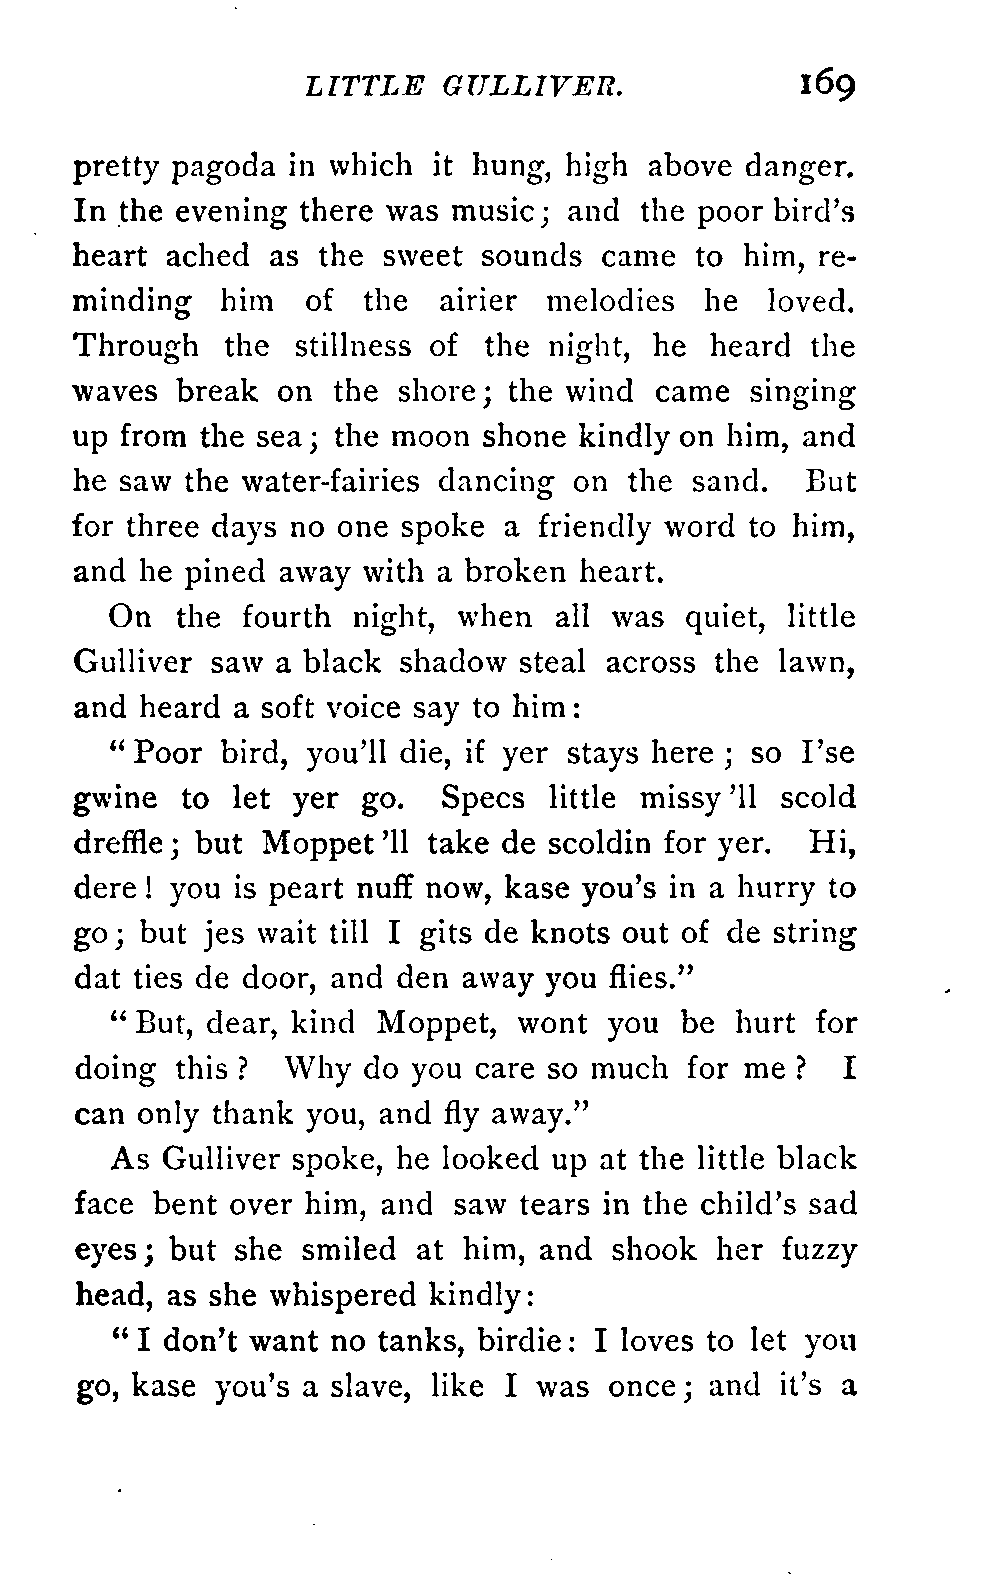 LITTLE GULLIVER. 169
pretty pagoda in which it hung, high above danger.
In the evening there was music; and the poor bird's
heart ached as the sweet sounds came to him, re-
minding him of the airier melodies he loved.
Through the stillness of the night, he heard the
waves break on the shore; the wind came singing
up from the sea; the moon shone kindly on him, and
he saw the water-fairies dancing on the sand. But
for three days no one spoke a friendly word to him,
and he pined away with a broken heart.
On the fourth night, when all was quiet, little
Gulliver saw a black shadow steal across the lawn,
and heard a soft voice say to him:
"Poor bird, you'll die, if yer stays here; so I'se
gwine to let yer go. Specs little missy'll scold
dreffle; but Moppet'll take de scoldin for yer. Hi,
dere! you is peart nuff now, kase you's in a hurry to
go; but jes wait till I gits de knots out of de string
dat ties de door, and den away you flies."
"But, dear, kind Moppet, wont you be hurt for
doing this? Why do you care so much for me? I
can only thank you, and fly away."
As Gulliver spoke, he looked up at the little black
face bent over him, and saw tears in the child's sad
eyes; but she smiled at him, and shook her fuzzy
head, as she whispered kindly:
"I don't want no tanks, birdie: I loves to let you
go, kase you's a slave, like I was once; and it's a